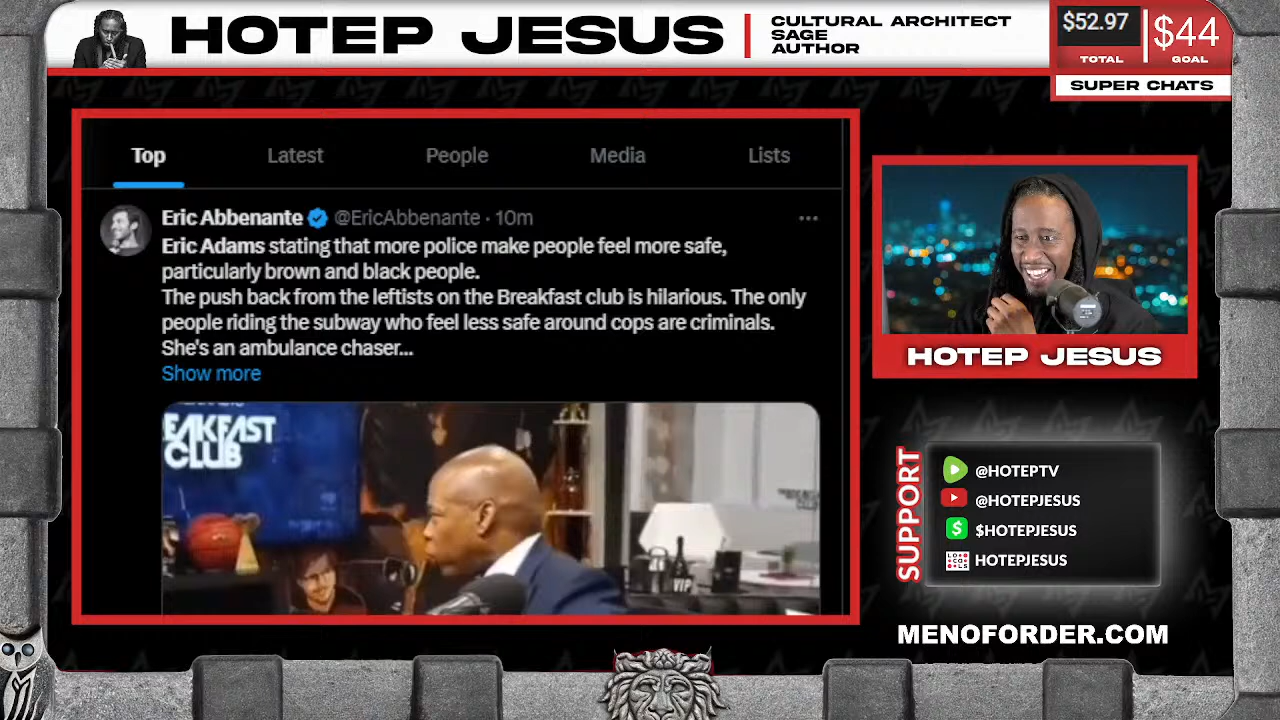 HOTEP JESUS
CULTURAL ARCHITECT
SAGE
AUTHOR
$52.97
TOTAL
$44
GOAL
SUPER CHATS
Top
Latest
People
Media
Lists
Eric Abbenante @EricAbbenante · 10m
Eric Adams stating that more police make people feel more safe,
particularly brown and black people.
The push back from the leftists on the Breakfast club is hilarious. The only
people riding the subway who feel less safe around cops are criminals.
She's an ambulance chaser...
Show more
EAKFAST
CLUB
VIP
HOTEP JESUS
SUPPORT
@HOTEPTV
@HOTEPJESUS
$HOTEPJESUS
HOTEPJESUS
MENOFORDER.COM